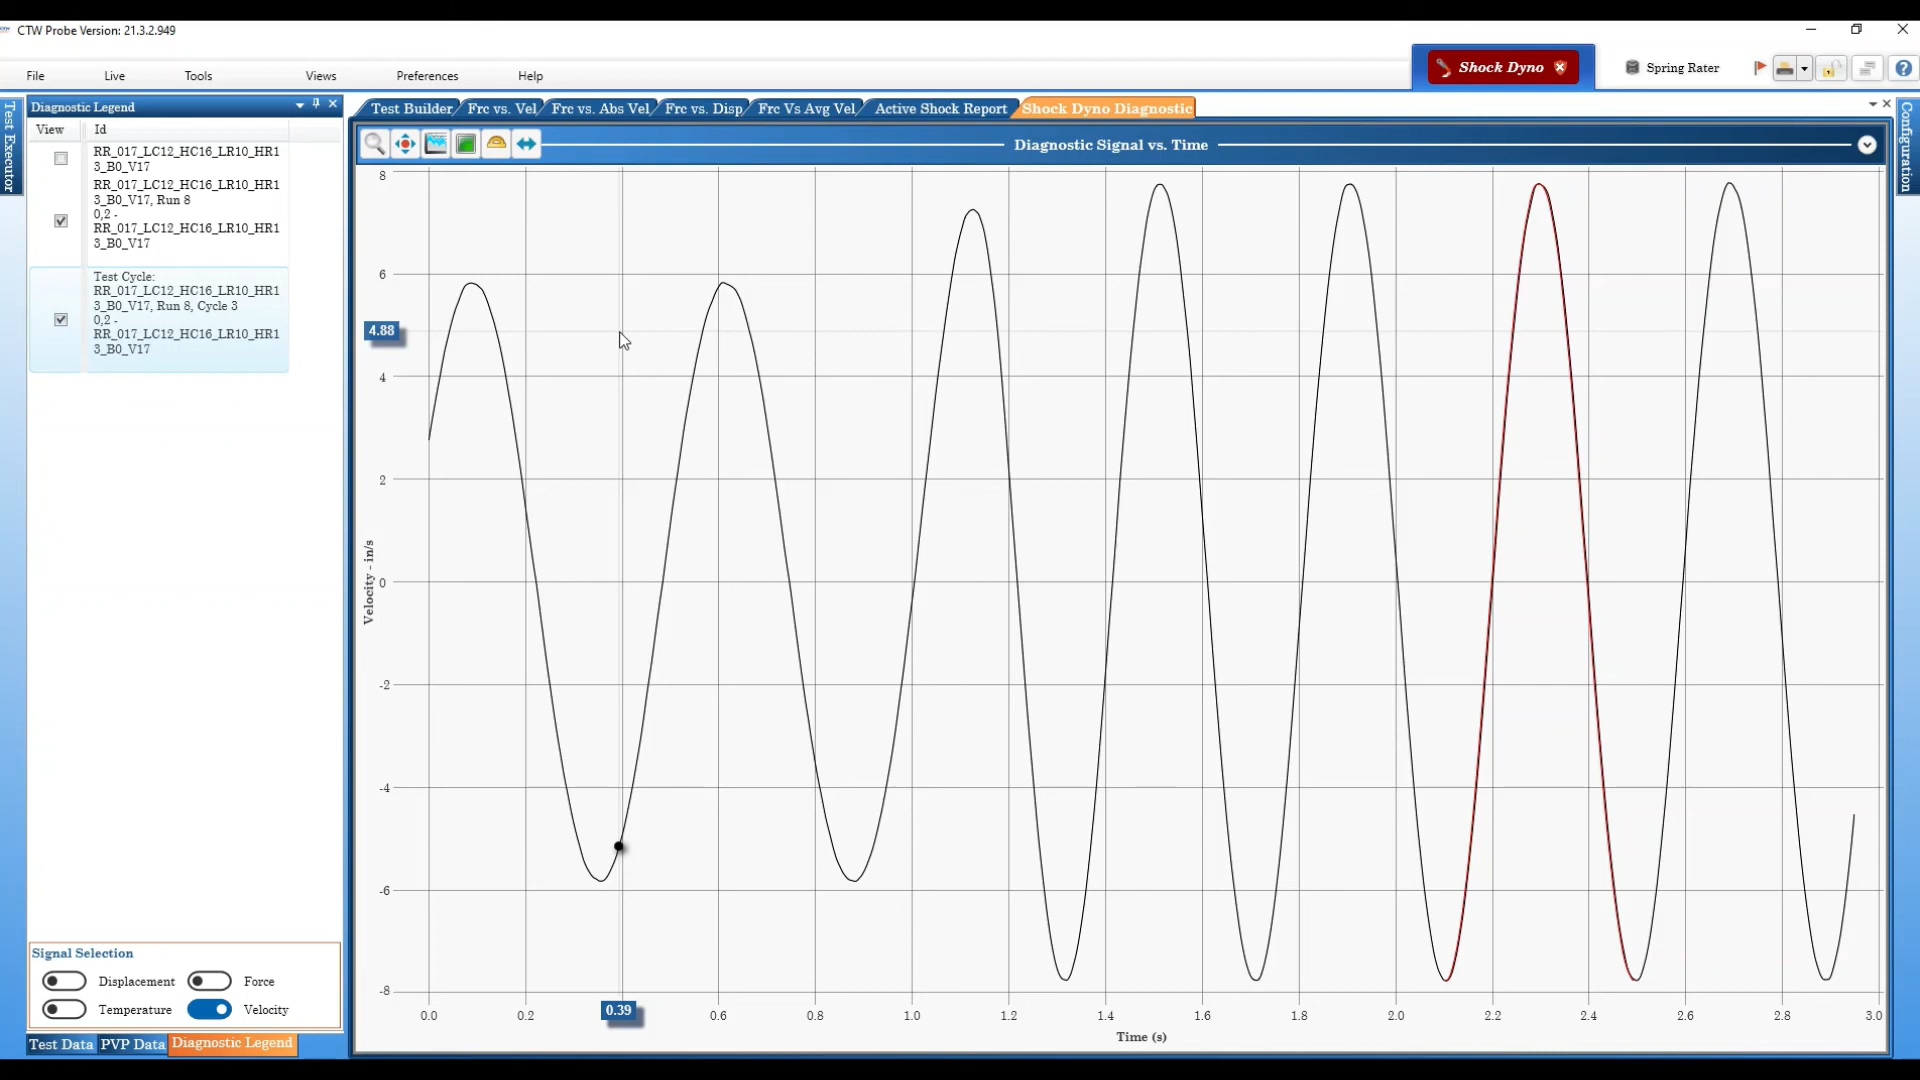 CTW Probe Version: 21.3.2.949
File
Live
Tools
Views
Preferences
Help
Shock Dyno
Spring Rater
Test Executor
Diagnostic Legend
View
Id
RR_017_LC12_HC16_LR10_HR1
3_B0_V17
RR_017_LC12_HC16_LR10_HR1
3_B0_V17, Run 8
0,2 -
RR_017_LC12_HC16_LR10_HR1
3_B0_V17
Test Cycle:
RR_017_LC12_HC16_LR10_HR1
3_B0_V17, Run 8, Cycle 3
0,2 -
RR_017_LC12_HC16_LR10_HR1
3_B0_V17
Signal Selection
Displacement
Force
Temperature
Velocity
Test Data
PVP Data
Diagnostic Legend
Test Builder
Frc vs. Vel
Frc vs. Abs Vel
Frc vs. Disp
Frc Vs Avg Vel
Active Shock Report
Shock Dyno Diagnostic
Configuration
Diagnostic Signal vs. Time
8
6
4.88
4
2
0
-2
-4
-6
-8
Velocity - in/s
0.0
0.2
0.39
0.6
0.8
1.0
1.2
1.4
1.6
1.8
2.0
2.2
2.4
2.6
2.8
3.0
Time (s)